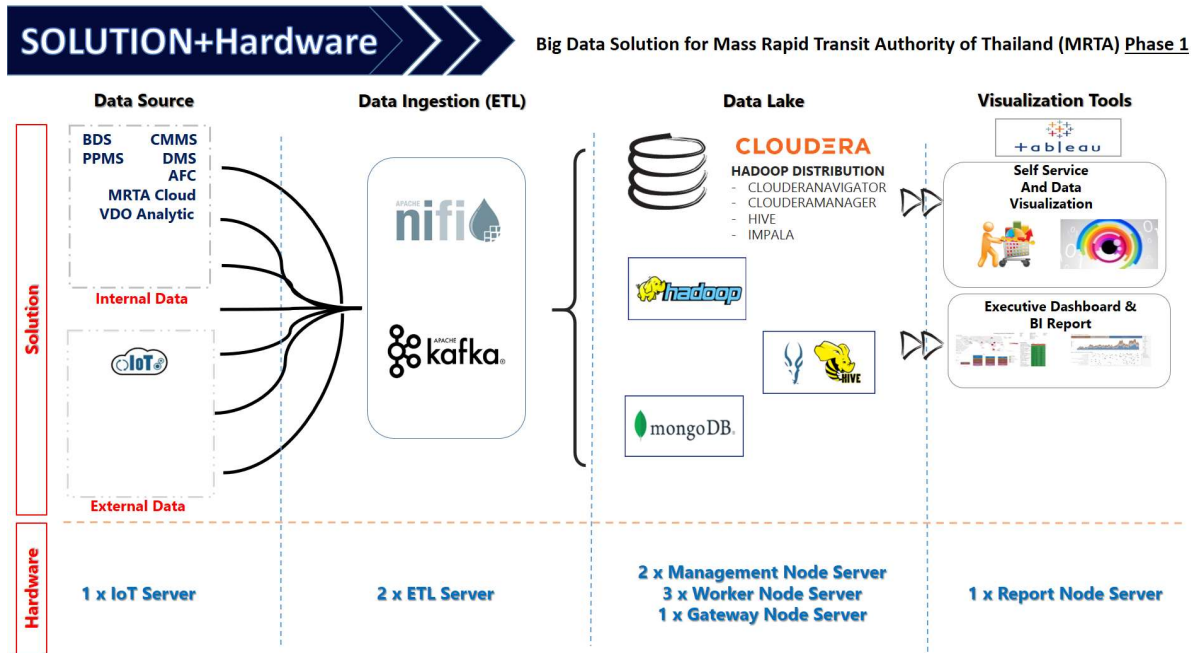 SOLUTION+Hardware
Big Data Solution for Mass Rapid Transit Authority of Thailand (MRTA) Phase 1
Data Source
Data Ingestion (ETL)
Data Lake
Visualization Tools
Solution
BDS CMMS
PPMS DMS
AFC
MRTA Cloud
VDO Analytic
Internal Data
IoT
External Data
APACHE
nifi
APACHE
kafka®
CLOUDERA
HADOOP DISTRIBUTION
- CLOUDERANAVIGATOR
- CLOUDERAMANAGER
- HIVE
- IMPALA
hadoop
HIVE
mongoDB®
+ableau
Self Service
And Data
Visualization
Executive Dashboard &
BI Report
Hardware
1 x IoT Server
2 x ETL Server
2 x Management Node Server
3 x Worker Node Server
1 x Gateway Node Server
1 x Report Node Server